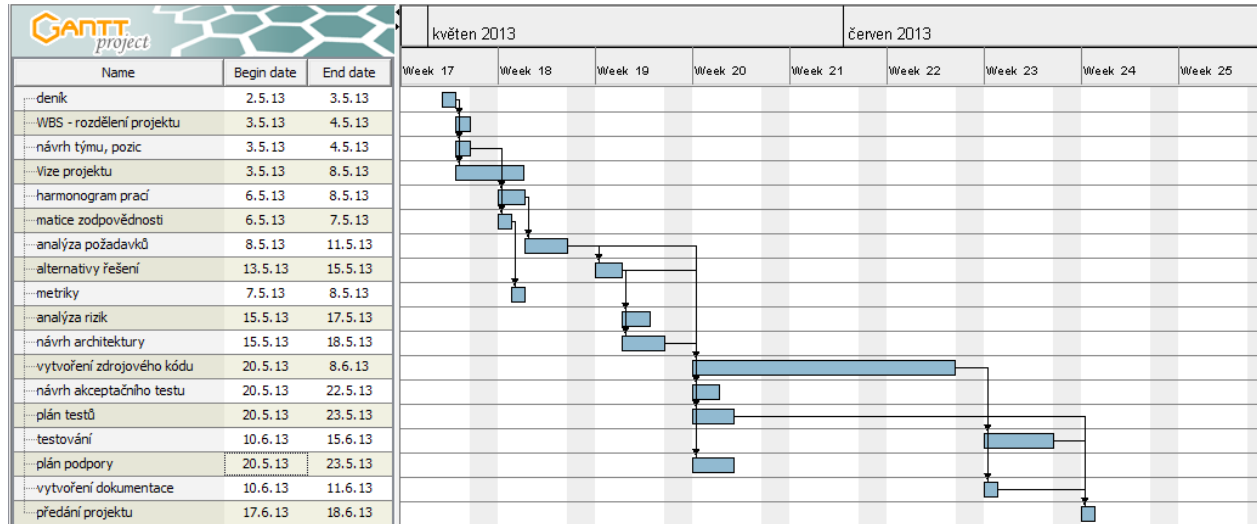 GANTT
project
květen 2013 červen 2013
Name Begin date End date Week 17 Week 18 Week 19 Week 20 Week 21 Week 22 Week 23 Week 24 Week 25
deník 2.5.13 3.5.13
WBS - rozdělení projektu 3.5.13 4.5.13
návrh týmu, pozic 3.5.13 4.5.13
Vize projektu 3.5.13 8.5.13
harmonogram prací 6.5.13 8.5.13
matice zodpovědnosti 6.5.13 7.5.13
analýza požadavků 8.5.13 11.5.13
alternativy řešení 13.5.13 15.5.13
metriky 7.5.13 8.5.13
analýza rizik 15.5.13 17.5.13
návrh architektury 15.5.13 18.5.13
vytvoření zdrojového kódu 20.5.13 8.6.13
návrh akceptačního testu 20.5.13 22.5.13
plán testů 20.5.13 23.5.13
testování 10.6.13 15.6.13
plán podpory 20.5.13 23.5.13
vytvoření dokumentace 10.6.13 11.6.13
předání projektu 17.6.13 18.6.13